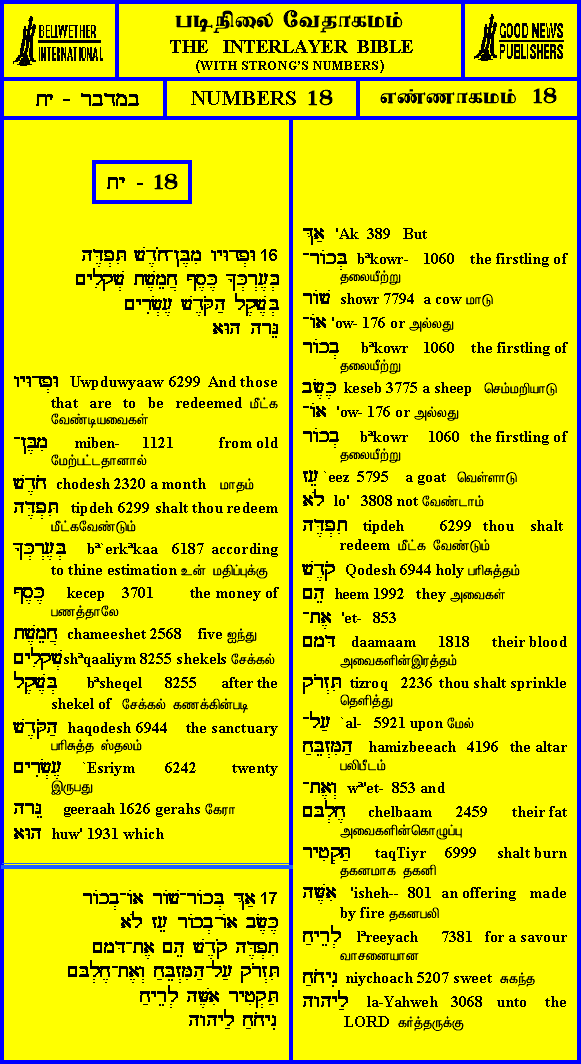 BELLWETHER
INTERNATIONAL
படிநிலை வேதாகமம்
THE INTERLAYER BIBLE
(WITH STRONG'S NUMBERS)
GOOD NEWS
PUBLISHERS
במדבר - יח
NUMBERS 18
எண்ணாகமம் 18
יח - 18
16 וּפְדוּיָו מִבֶּן־חֹדֶשׁ תִּפְדֶּה
בְּעֶרְכְּךָ כֶּסֶף חֲמֵשֶׁת שְׁקָלִים
בְּשֶׁקֶל הַקֹּדֶשׁ עֶשְׂרִים
גֵּרָה הוּא
וּפְדוּיָו Uwpduwyaaw 6299 And those
that are to be redeemed மீட்க
வேண்டியவைகள்
מִבֶּן־ miben- 1121 from old
மேற்பட்டதானால்
חֹדֶשׁ chodesh 2320 a month மாதம்
תִּפְדֶּה tipdeh 6299 shalt thou redeem
மீட்கவேண்டும்
בְּעֶרְכְּךָ bª`erkªkaa 6187 according
to thine estimation உன் மதிப்புக்கு
כֶּסֶף kecep 3701 the money of
பணத்தாலே
חֲמֵשֶׁת chameeshet 2568 five ஐந்து
שְׁקָלִים shªqaaliym 8255 shekels சேக்கல்
בְּשֶׁקֶל bªsheqel 8255 after the
shekel of சேக்கல் கணக்கின்படி
הַקֹּדֶשׁ haqodesh 6944 the sanctuary
பரிசுத்த ஸ்தலம்
עֶשְׂרִים `Esriym 6242 twenty
இருபது
גֵּרָה geeraah 1626 gerahs கேரா
הוּא huw' 1931 which
17 אַךְ בְּכוֹר־שׁוֹר אוֹ־בְכוֹר
כֶּשֶׂב אוֹ־בְכוֹר עֵז לֹא
תִפְדֶּה קֹדֶשׁ הֵם אֶת־דָּמָם
תִּזְרֹק עַל־הַמִּזְבֵּחַ וְאֶת־חֶלְבָּם
תַּקְטִיר אִשֶּׁה לְרֵיחַ
נִיחֹחַ לַיהוָה
אַךְ 'Ak 389 But
בְּכוֹר־ bªkowr- 1060 the firstling of
தலையீற்று
שׁוֹר showr 7794 a cow மாடு
אוֹ־ 'ow- 176 or அல்லது
בְכוֹר bªkowr 1060 the firstling of
தலையீற்று
כֶּשֶׂב keseb 3775 a sheep செம்மறியாடு
אוֹ־ 'ow- 176 or அல்லது
בְכוֹר bªkowr 1060 the firstling of
தலையீற்று
עֵז `eez 5795 a goat வெள்ளாடு
לֹא lo' 3808 not வேண்டாம்
תִפְדֶּה tipdeh 6299 thou shalt
redeem மீட்க வேண்டும்
קֹדֶשׁ Qodesh 6944 holy பரிசுத்தம்
הֵם heem 1992 they அவைகள்
אֶת־ 'et- 853
דָּמָם daamaam 1818 their blood
அவைகளின்இரத்தம்
תִּזְרֹק tizroq 2236 thou shalt sprinkle
தெளித்து
עַל־ `al- 5921 upon மேல்
הַמִּזְבֵּחַ hamizbeeach 4196 the altar
பலிபீடம்
וְאֶת־ wª'et- 853 and
חֶלְבָּם chelbaam 2459 their fat
அவைகளின்கொழுப்பு
תַּקְטִיר taqTiyr 6999 shalt burn
தகனமாக தகனி
אִשֶּׁה 'isheh-- 801 an offering made
by fire தகனபலி
לְרֵיחַ lªreeyach 7381 for a savour
வாசனையான
נִיחֹחַ niychoach 5207 sweet சுகந்த
לַיהוָה la-Yahweh 3068 unto the
LORD கர்த்தருக்கு